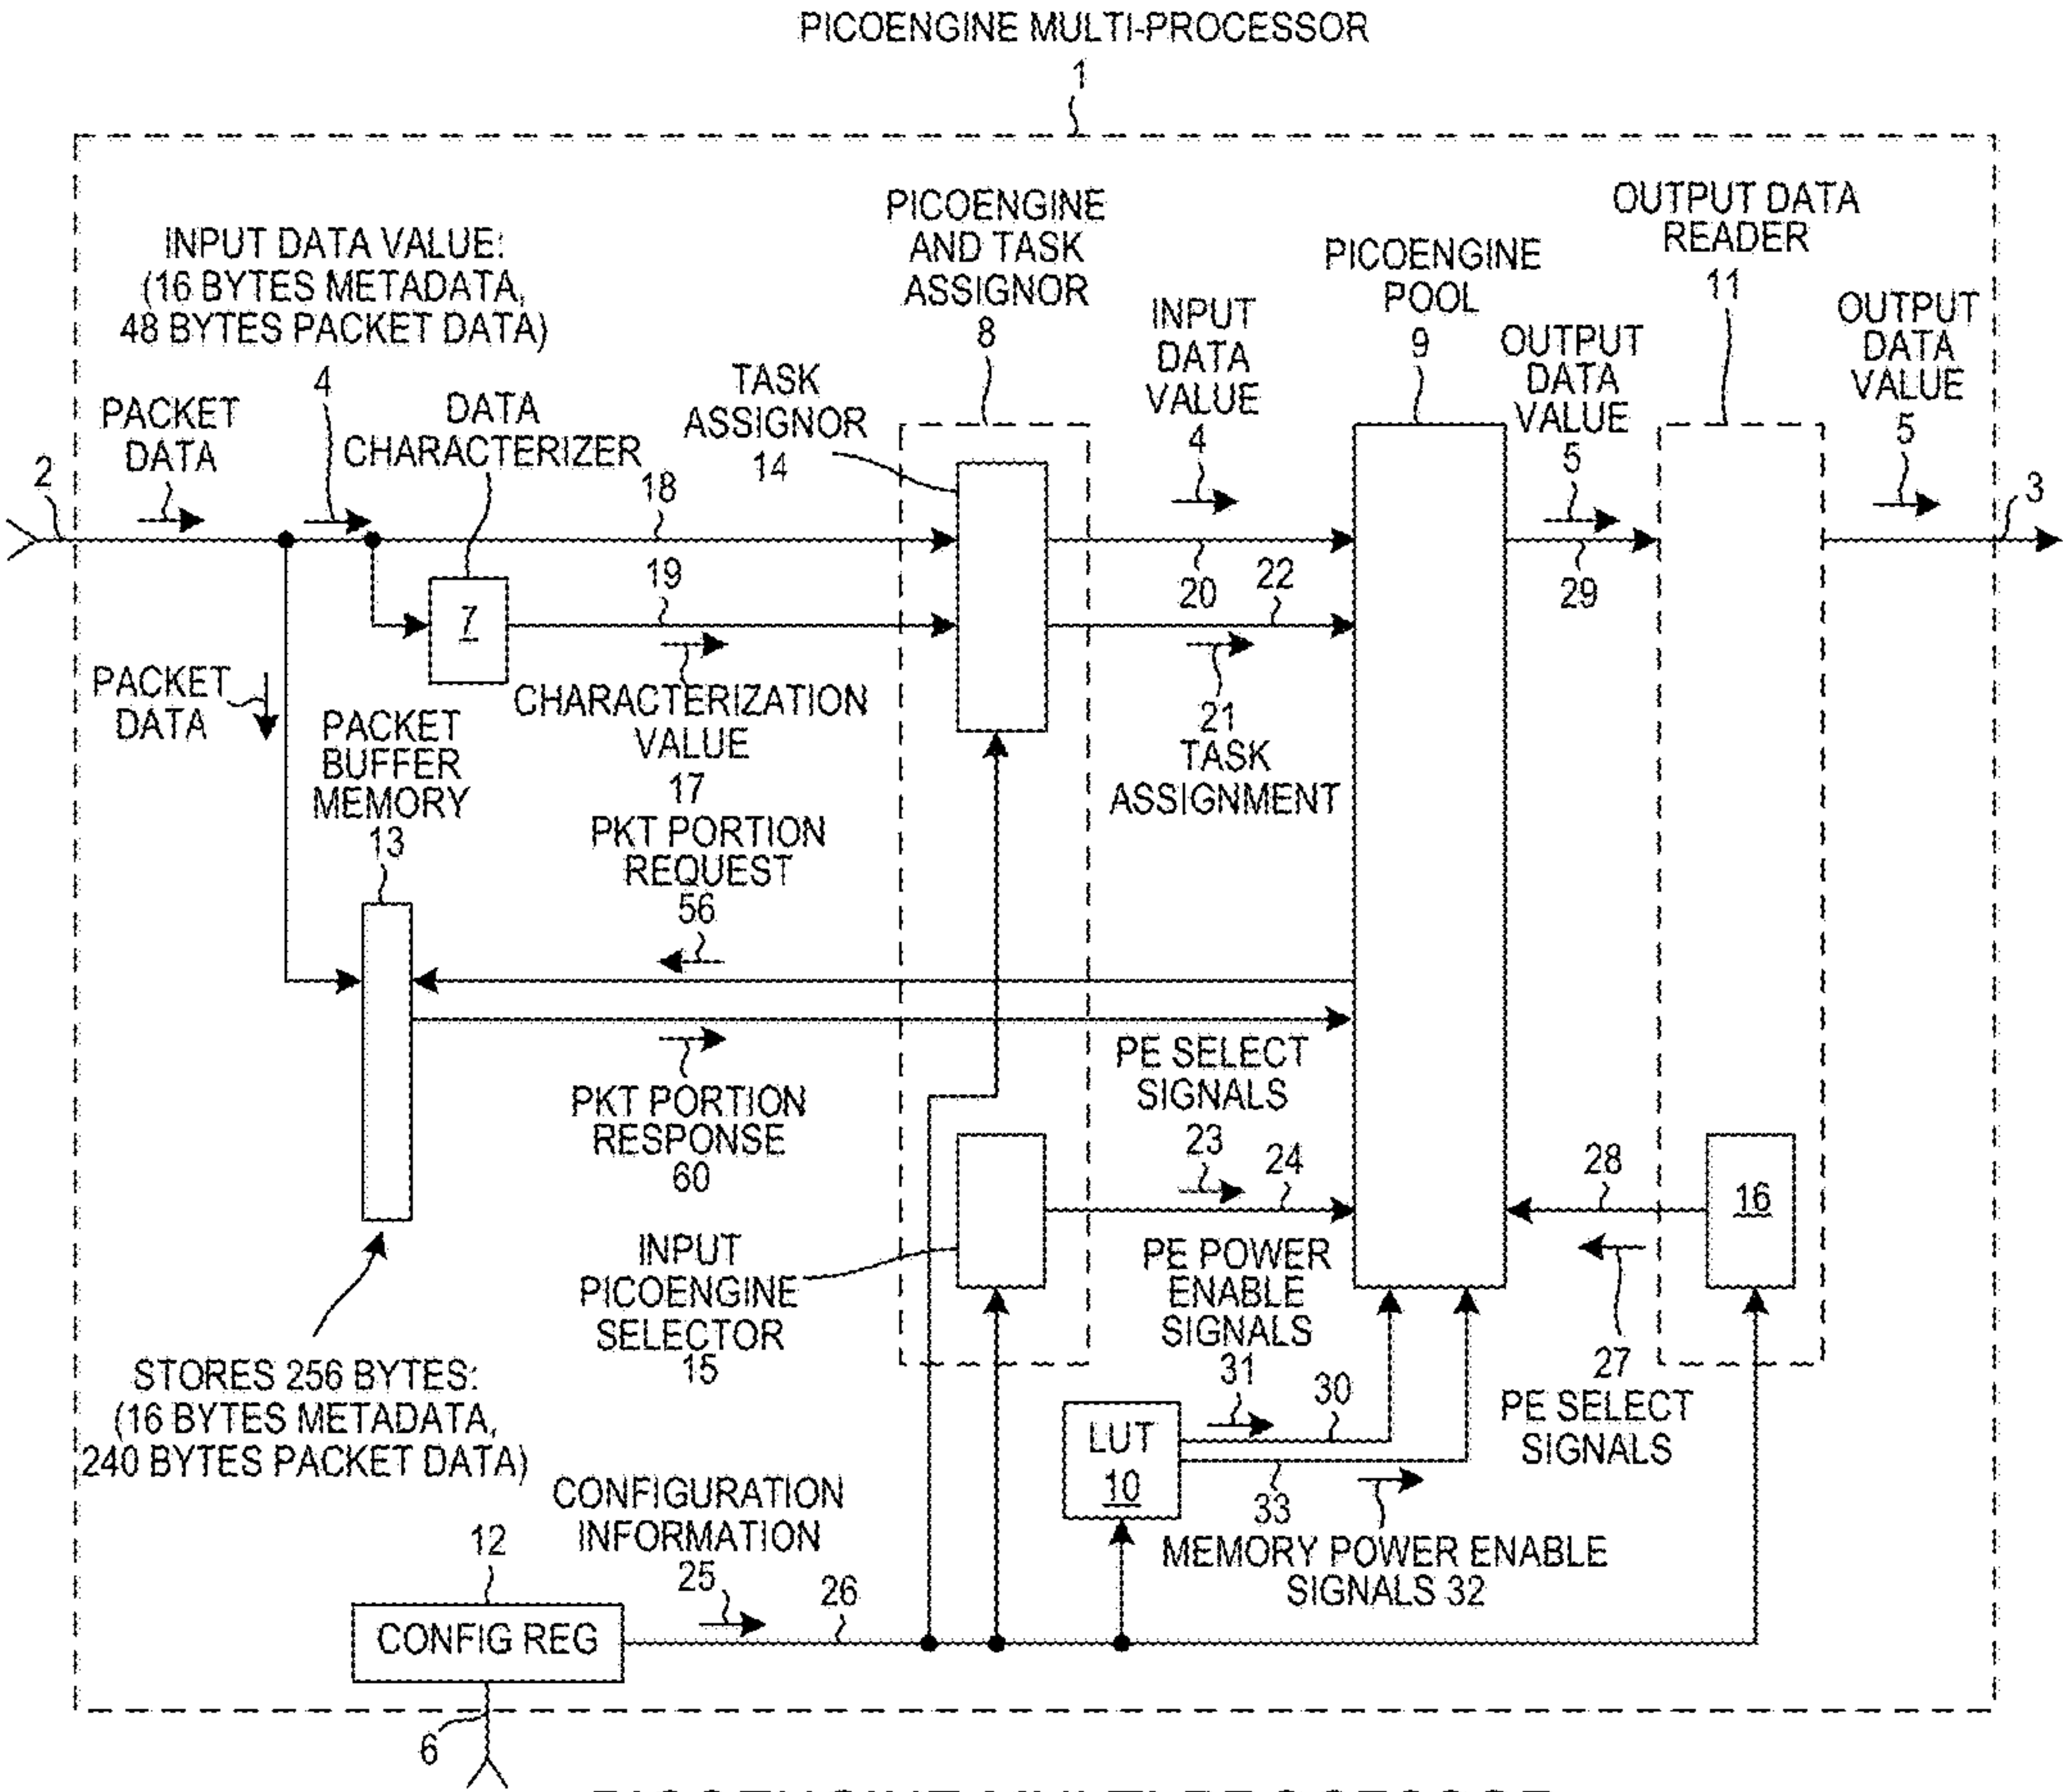 PICOENGINE MULTI-PROCESSOR
1
INPUT DATA VALUE:
(16 BYTES METADATA,
48 BYTES PACKET DATA)
4
PACKET
DATA
2
DATA
CHARACTERIZER
7
18
19
TASK
ASSIGNOR
14
PICOENGINE
AND TASK
ASSIGNOR
8
INPUT
DATA
VALUE
4
20
22
21
TASK
ASSIGNMENT
PICOENGINE
POOL
9
OUTPUT
DATA
VALUE
5
29
OUTPUT DATA
READER
11
OUTPUT
DATA
VALUE
5
3
PACKET
DATA
CHARACTERIZATION
VALUE
17
PACKET
BUFFER
MEMORY
13
PKT PORTION
REQUEST
56
PKT PORTION
RESPONSE
60
PE SELECT
SIGNALS
23
24
28
16
27
PE SELECT
SIGNALS
INPUT
PICOENGINE
SELECTOR
15
PE POWER
ENABLE
SIGNALS
31
30
LUT
10
33
MEMORY POWER ENABLE
SIGNALS 32
STORES 256 BYTES:
(16 BYTES METADATA,
240 BYTES PACKET DATA)
CONFIGURATION
INFORMATION
25
26
12
CONFIG REG
6